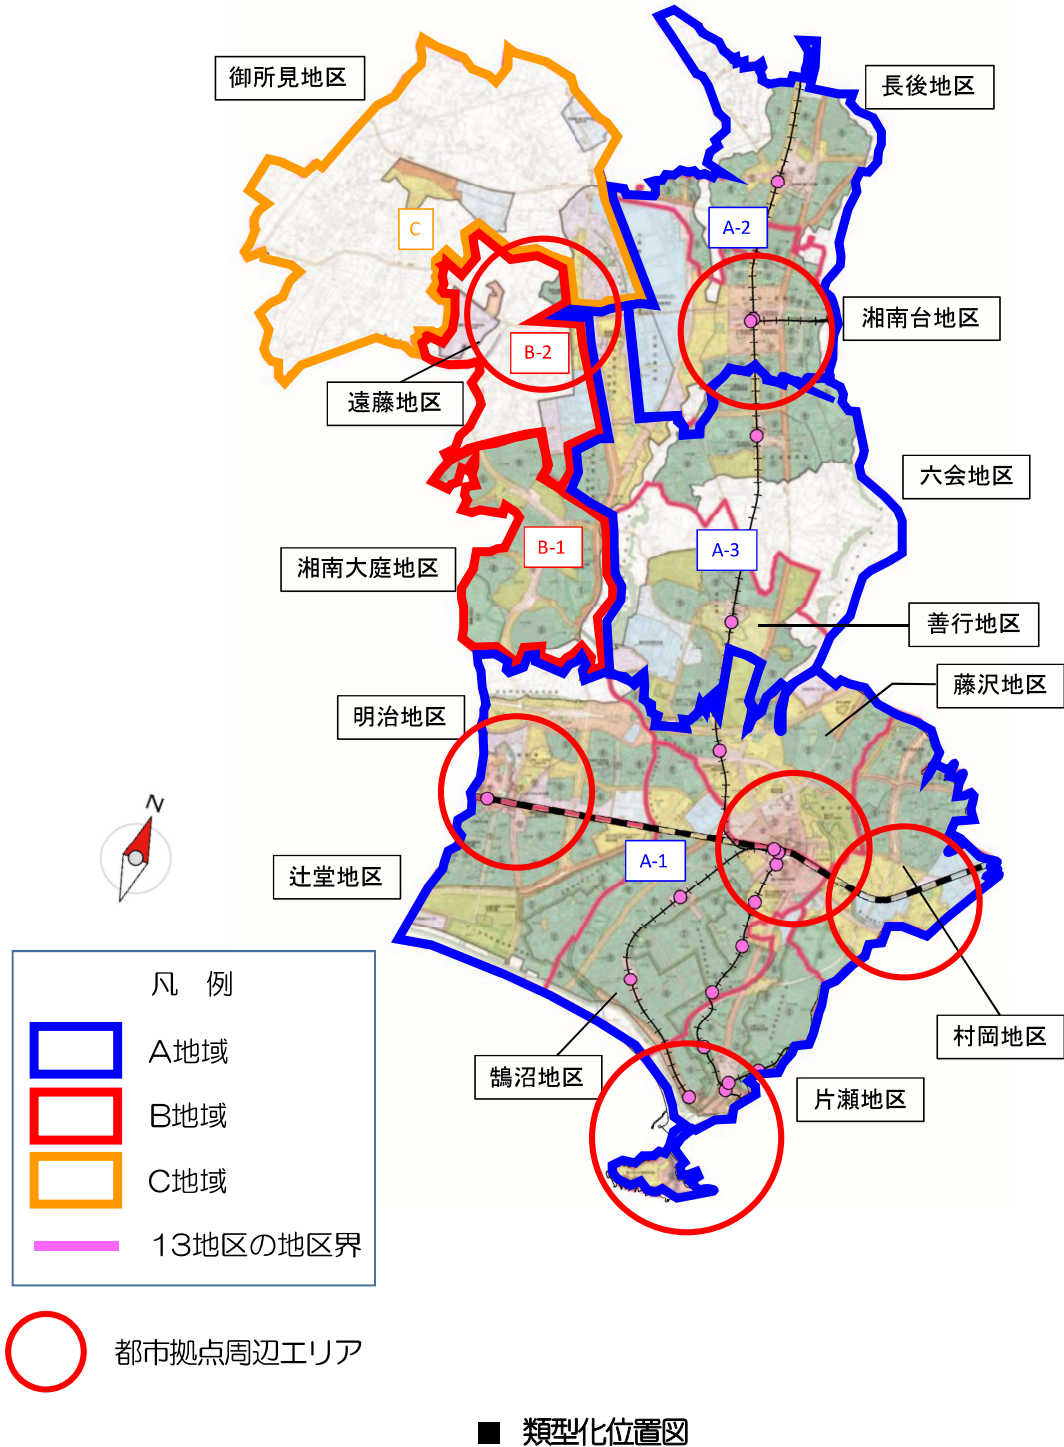 御所見地区
長後地区
C
A-2
湘南台地区
B-2
遠藤地区
六会地区
B-1
A-3
湘南大庭地区
善行地区
藤沢地区
明治地区
N
A-1
辻堂地区
凡 例
A地域
B地域
C地域
13地区の地区界
村岡地区
鵠沼地区
片瀬地区
都市拠点周辺エリア
■ 類型化位置図